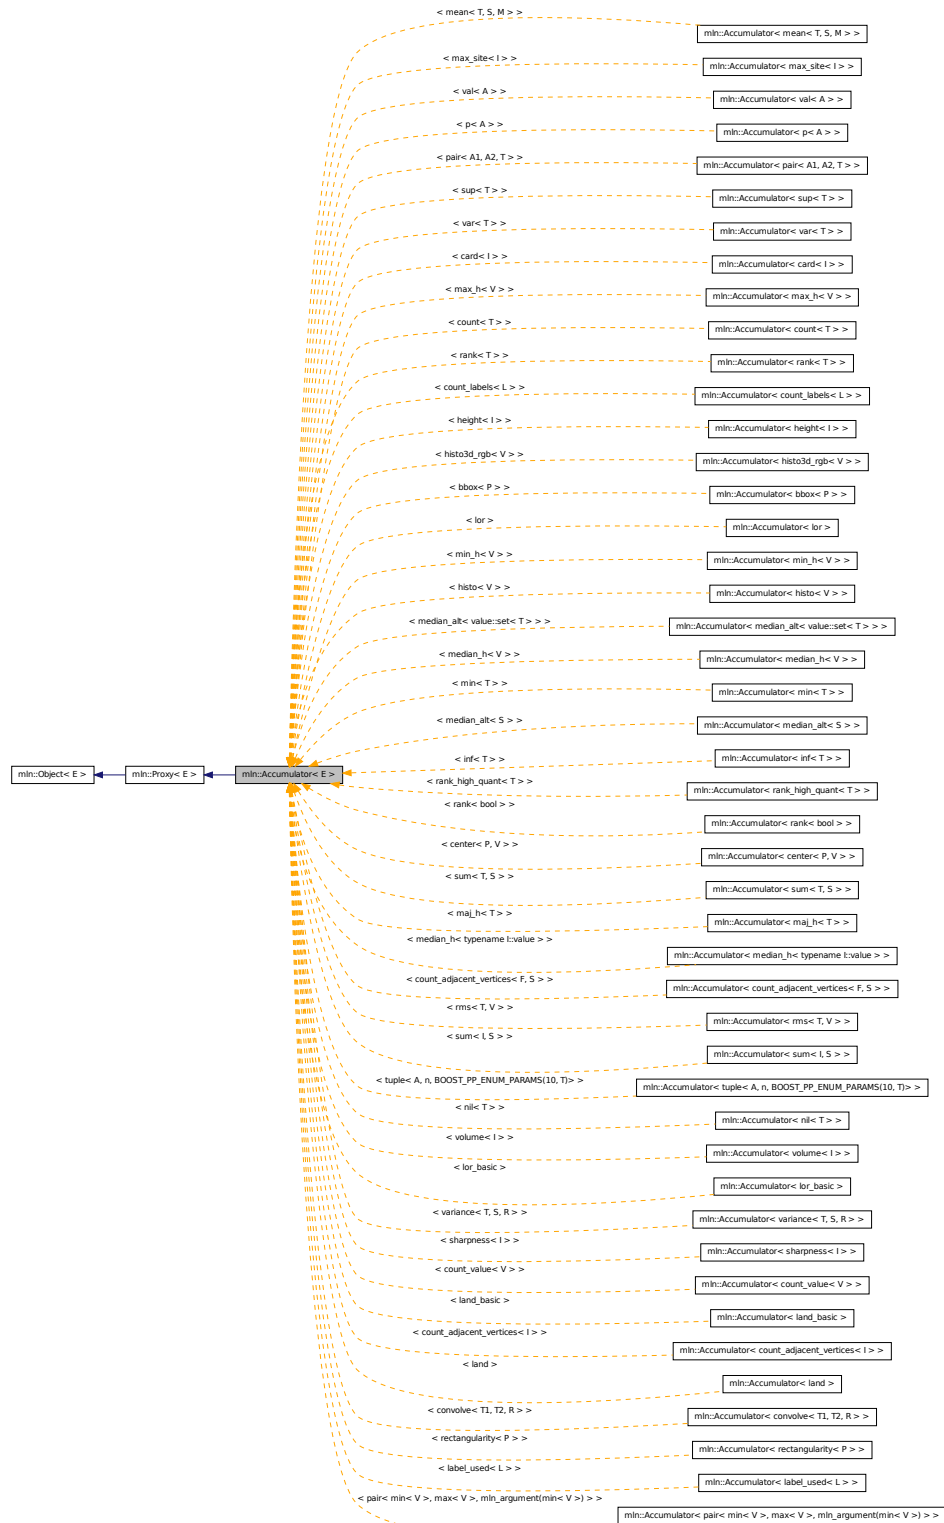 < mean< T, S, M > >
mln::Accumulator< mean< T, S, M > >
< max_site< I > >
mln::Accumulator< max_site< I > >
< val< A > >
mln::Accumulator< val< A > >
< p< A > >
mln::Accumulator< p< A > >
< pair< A1, A2, T > >
mln::Accumulator< pair< A1, A2, T > >
< sup< T > >
mln::Accumulator< sup< T > >
< var< T > >
mln::Accumulator< var< T > >
< card< I > >
mln::Accumulator< card< I > >
< max_h< V > >
mln::Accumulator< max_h< V > >
< count< T > >
mln::Accumulator< count< T > >
< rank< T > >
mln::Accumulator< rank< T > >
< count_labels< L > >
mln::Accumulator< count_labels< L > >
< height< I > >
mln::Accumulator< height< I > >
< histo3d_rgb< V > >
mln::Accumulator< histo3d_rgb< V > >
< bbox< P > >
mln::Accumulator< bbox< P > >
< lor >
mln::Accumulator< lor >
< min_h< V > >
mln::Accumulator< min_h< V > >
< histo< V > >
mln::Accumulator< histo< V > >
< median_alt< value::set< T > > >
mln::Accumulator< median_alt< value::set< T > > >
< median_h< V > >
mln::Accumulator< median_h< V > >
< min< T > >
mln::Accumulator< min< T > >
< median_alt< S > >
mln::Accumulator< median_alt< S > >
< inf< T > >
mln::Accumulator< inf< T > >
mln::Object< E >
mln::Proxy< E >
mln::Accumulator< E >
< rank_high_quant< T > >
mln::Accumulator< rank_high_quant< T > >
< rank< bool > >
mln::Accumulator< rank< bool > >
< center< P, V > >
mln::Accumulator< center< P, V > >
< sum< T, S > >
mln::Accumulator< sum< T, S > >
< maj_h< T > >
mln::Accumulator< maj_h< T > >
< median_h< typename I::value > >
mln::Accumulator< median_h< typename I::value > >
< count_adjacent_vertices< F, S > >
mln::Accumulator< count_adjacent_vertices< F, S > >
< rms< T, V > >
mln::Accumulator< rms< T, V > >
< sum< I, S > >
mln::Accumulator< sum< I, S > >
< tuple< A, n, BOOST_PP_ENUM_PARAMS(10, T)> >
mln::Accumulator< tuple< A, n, BOOST_PP_ENUM_PARAMS(10, T)> >
< nil< T > >
mln::Accumulator< nil< T > >
< volume< I > >
mln::Accumulator< volume< I > >
< lor_basic >
mln::Accumulator< lor_basic >
< variance< T, S, R > >
mln::Accumulator< variance< T, S, R > >
< sharpness< I > >
mln::Accumulator< sharpness< I > >
< count_value< V > >
mln::Accumulator< count_value< V > >
< land_basic >
mln::Accumulator< land_basic >
< count_adjacent_vertices< I > >
mln::Accumulator< count_adjacent_vertices< I > >
< land >
mln::Accumulator< land >
< convolve< T1, T2, R > >
mln::Accumulator< convolve< T1, T2, R > >
< rectangularity< P > >
mln::Accumulator< rectangularity< P > >
< label_used< L > >
mln::Accumulator< label_used< L > >
< pair< min< V >, max< V >, mln_argument(min< V >) > >
mln::Accumulator< pair< min< V >, max< V >, mln_argument(min< V >) > >